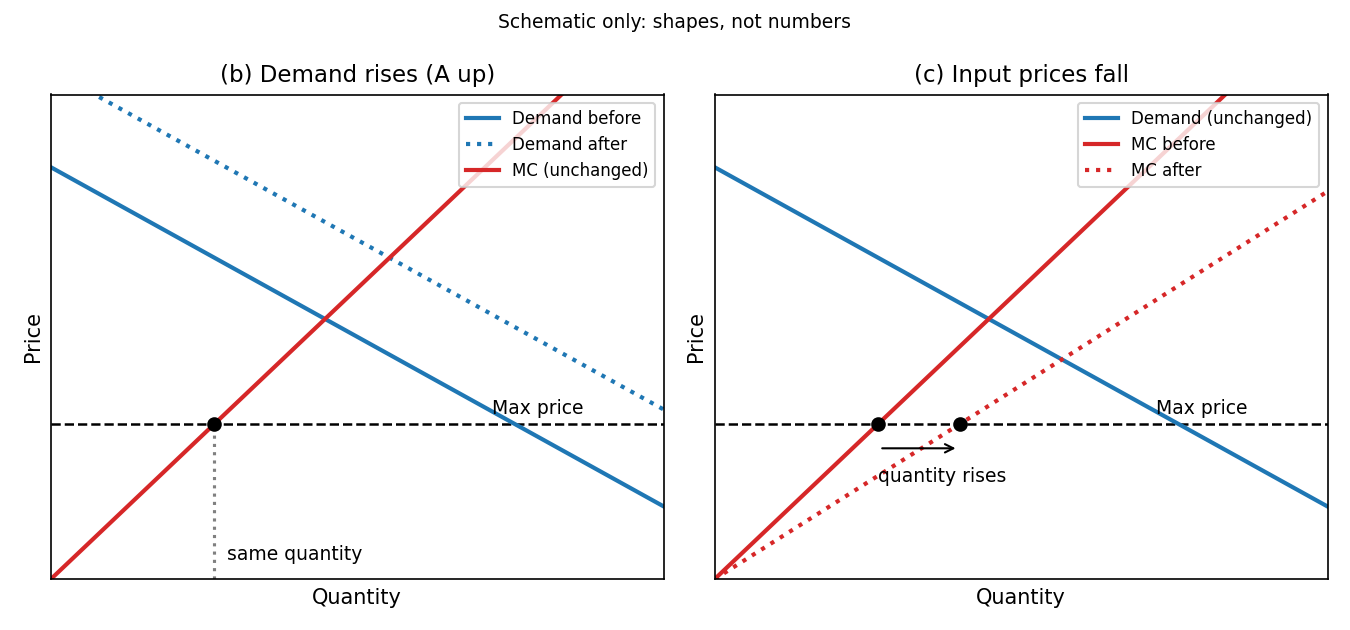 Schematic only: shapes, not numbers
(b) Demand rises (A up)
Demand before
Demand after
MC (unchanged)
Price
Max price
same quantity
Quantity
(c) Input prices fall
Demand (unchanged)
MC before
MC after
Price
Max price
quantity rises
Quantity